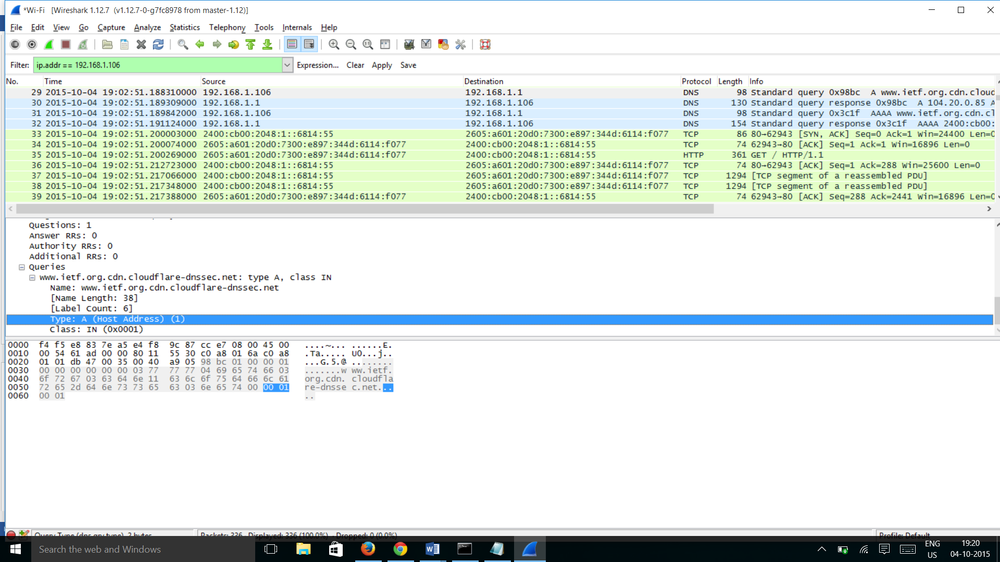 *Wi-Fi [Wireshark 1.12.7 (v1.12.7-0-g7fc8978 from master-1.12)]
File Edit View Go Capture Analyze Statistics Telephony Tools Internals Help
Filter: ip.addr == 192.168.1.106 Expression... Clear Apply Save
No. Time Source Destination Protocol Length Info
29 2015-10-04 19:02:51.188310000 192.168.1.106 192.168.1.1 DNS 98 Standard query 0x98bc A www.ietf.org.cdn.cloud
30 2015-10-04 19:02:51.189309000 192.168.1.1 192.168.1.106 DNS 130 Standard query response 0x98bc A 104.20.0.85 A
31 2015-10-04 19:02:51.189842000 192.168.1.106 192.168.1.1 DNS 98 Standard query 0x3c1f AAAA www.ietf.org.cdn.cl
32 2015-10-04 19:02:51.191124000 192.168.1.1 192.168.1.106 DNS 154 Standard query response 0x3c1f AAAA 2400:cb00:
33 2015-10-04 19:02:51.200003000 2400:cb00:2048:1::6814:55 2605:a601:20d0:7300:e897:344d:6114:f077 TCP 86 80→62943 [SYN, ACK] Seq=0 Ack=1 Win=24400 Len=0
34 2015-10-04 19:02:51.200074000 2605:a601:20d0:7300:e897:344d:6114:f077 2400:cb00:2048:1::6814:55 TCP 74 62943→80 [ACK] Seq=1 Ack=1 Win=16896 Len=0
35 2015-10-04 19:02:51.200269000 2605:a601:20d0:7300:e897:344d:6114:f077 2400:cb00:2048:1::6814:55 HTTP 361 GET / HTTP/1.1
36 2015-10-04 19:02:51.212723000 2400:cb00:2048:1::6814:55 2605:a601:20d0:7300:e897:344d:6114:f077 TCP 74 80→62943 [ACK] Seq=1 Ack=288 Win=25600 Len=0
37 2015-10-04 19:02:51.217066000 2400:cb00:2048:1::6814:55 2605:a601:20d0:7300:e897:344d:6114:f077 TCP 1294 [TCP segment of a reassembled PDU]
38 2015-10-04 19:02:51.217348000 2400:cb00:2048:1::6814:55 2605:a601:20d0:7300:e897:344d:6114:f077 TCP 1294 [TCP segment of a reassembled PDU]
39 2015-10-04 19:02:51.217388000 2605:a601:20d0:7300:e897:344d:6114:f077 2400:cb00:2048:1::6814:55 TCP 74 62943→80 [ACK] Seq=288 Ack=2441 Win=16896 Len=0
Questions: 1
Answer RRs: 0
Authority RRs: 0
Additional RRs: 0
Queries
www.ietf.org.cdn.cloudflare-dnssec.net: type A, class IN
Name: www.ietf.org.cdn.cloudflare-dnssec.net
[Name Length: 38]
[Label Count: 6]
Type: A (Host Address) (1)
Class: IN (0x0001)
0000 f4 f5 e8 83 7e a5 e4 f8 9c 87 cc e7 08 00 45 00 ....~... ......E.
0010 00 54 61 ad 00 00 80 11 55 30 c0 a8 01 6a c0 a8 .Ta..... U0...j..
0020 01 01 db 47 00 35 00 40 a9 05 98 bc 01 00 00 01 ...G.5.@ ........
0030 00 00 00 00 00 00 03 77 77 77 04 69 65 74 66 03 .......w ww.ietf.
0040 6f 72 67 03 63 64 6e 11 63 6c 6f 75 64 66 6c 61 org.cdn. cloudfla
0050 72 65 2d 64 6e 73 73 65 63 03 6e 65 74 00 00 01 re-dnsse c.net...
0060 00 01 ..
Query Type (dns.qry.type), 2 bytes Packets: 336 · Displayed: 336 (100.0%) · Dropped: 0 (0.0%) Profile: Default
Search the web and Windows
ENG
US
19:20
04-10-2015